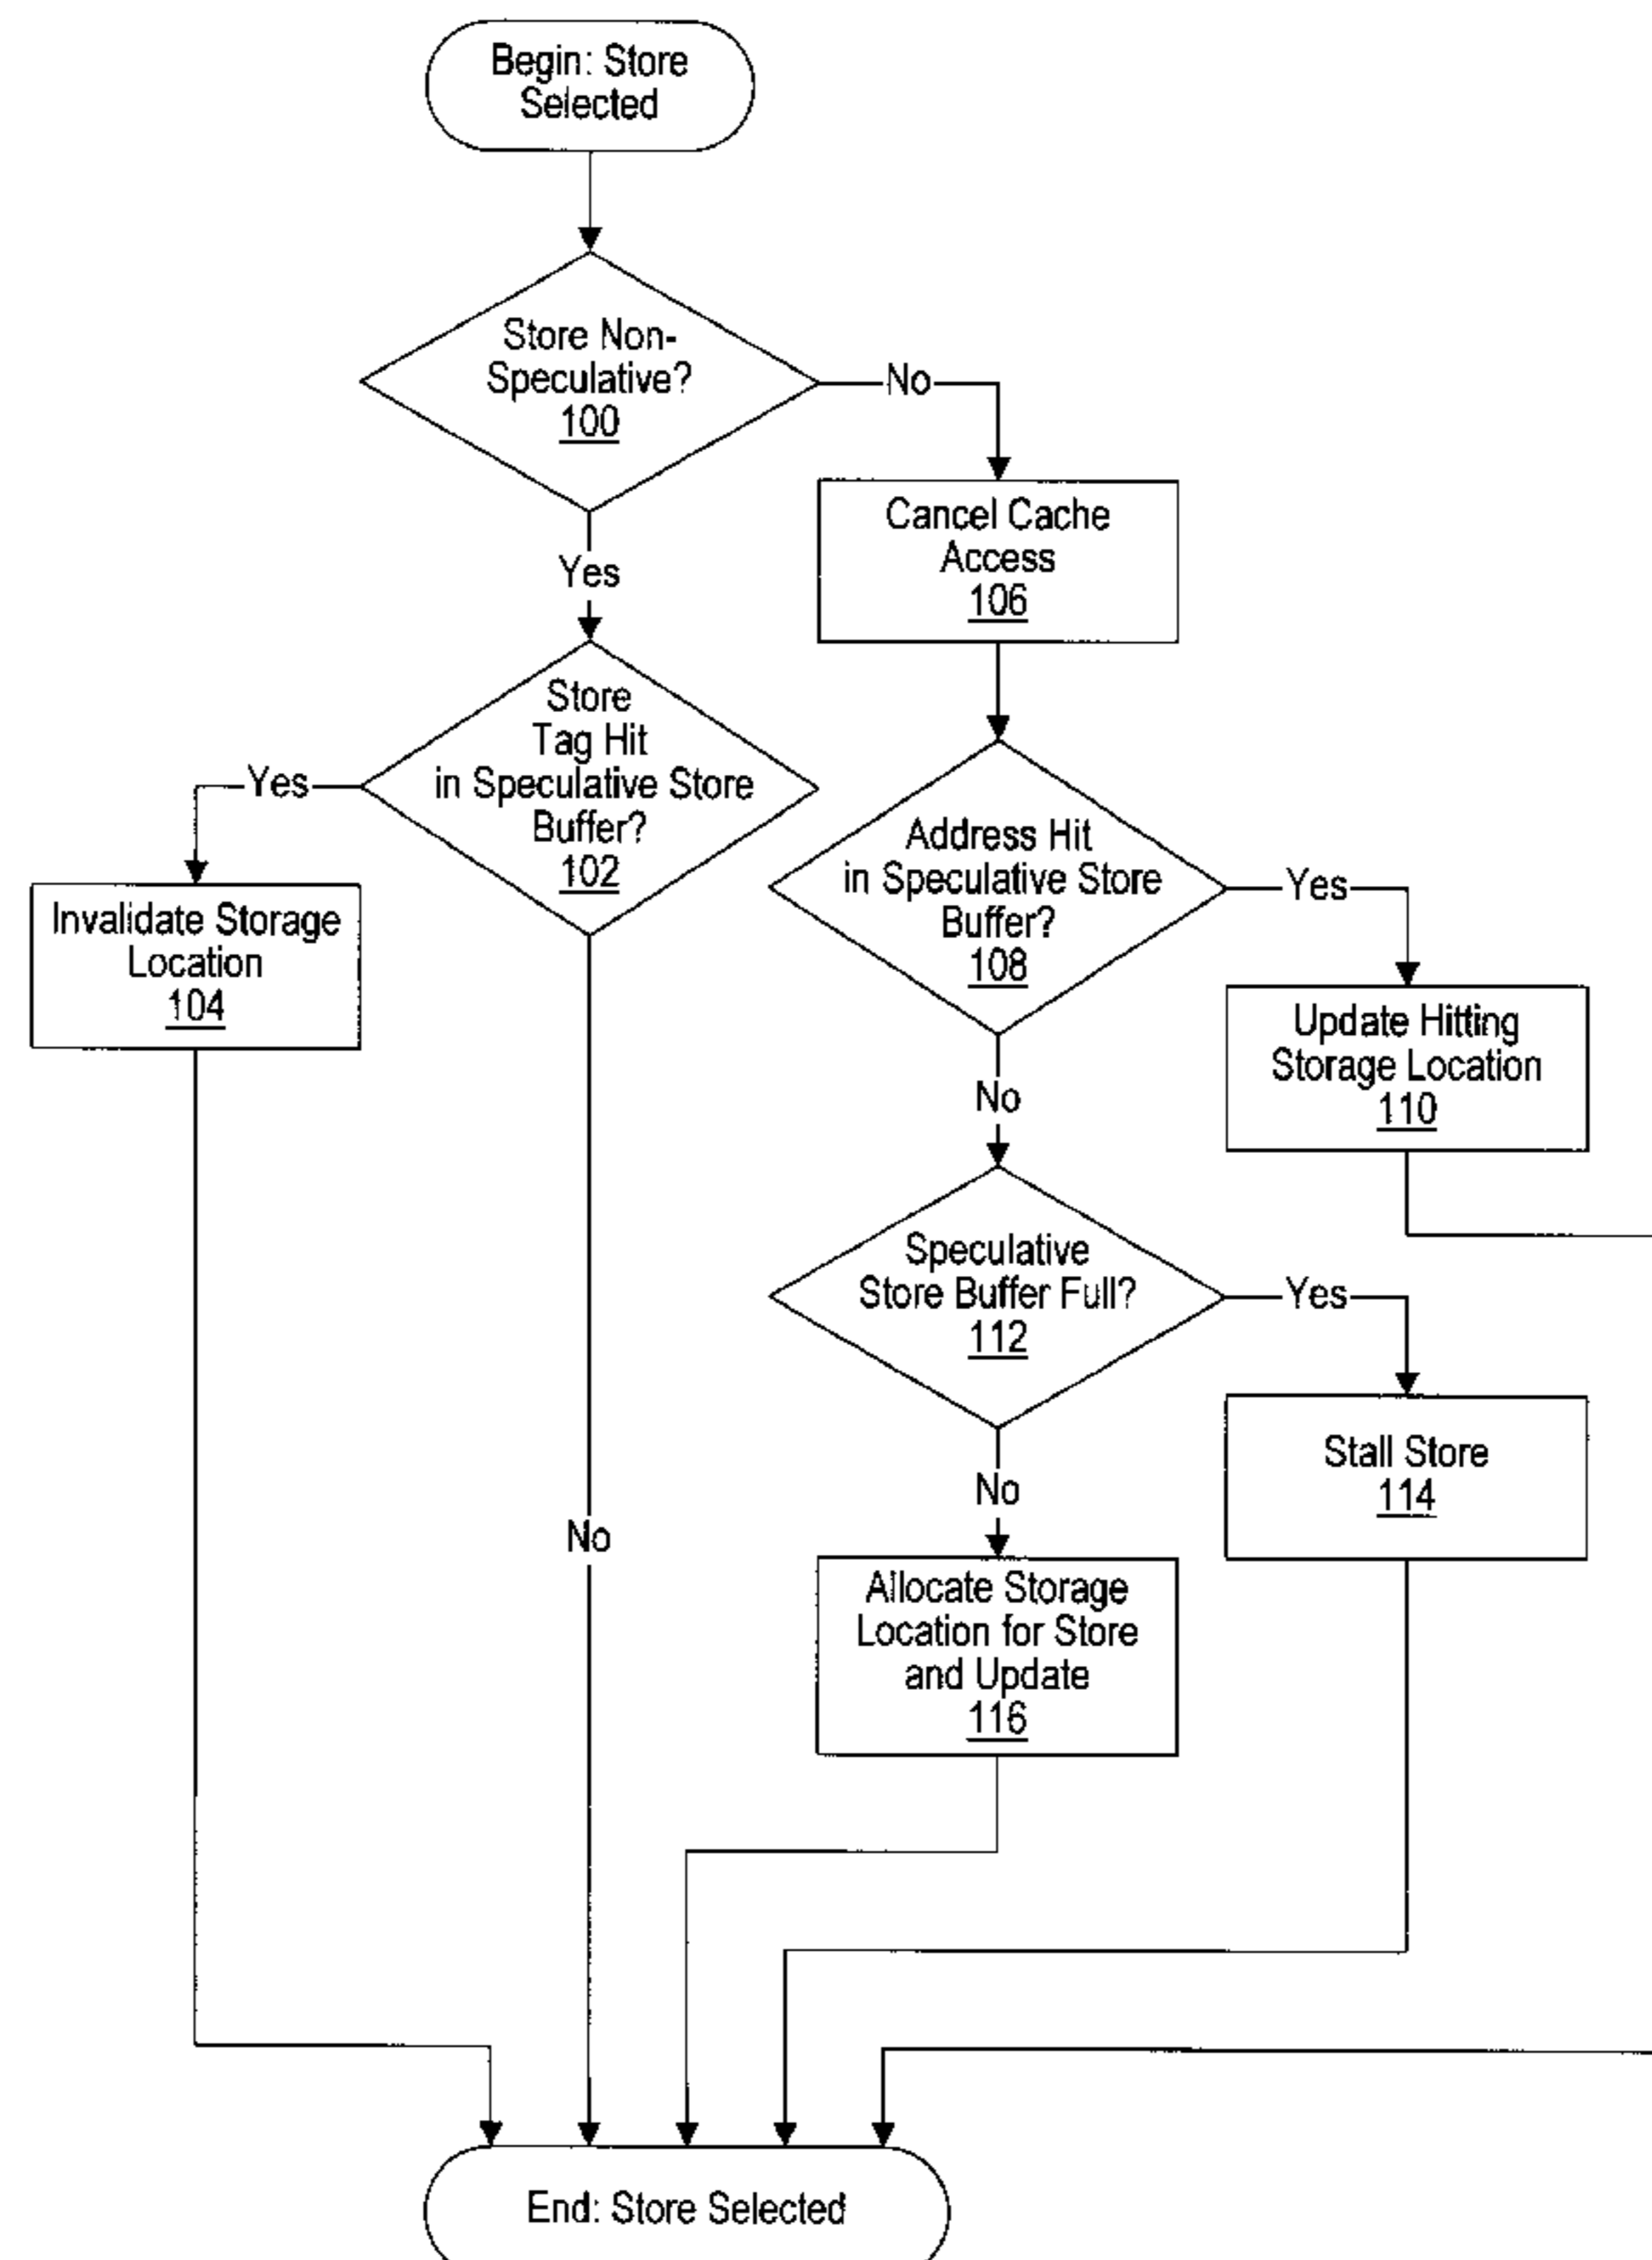 Begin: Store
Selected
Store Non-
Speculative?
100
No
Yes
Cancel Cache
Access
106
Store
Tag Hit
in Speculative Store
Buffer?
102
Yes
Address Hit
in Speculative Store
Buffer?
108
Yes
Invalidate Storage
Location
104
Update Hitting
Storage Location
110
No
Speculative
Store Buffer Full?
112
Yes
Stall Store
114
No
No
Allocate Storage
Location for Store
and Update
116
End: Store Selected